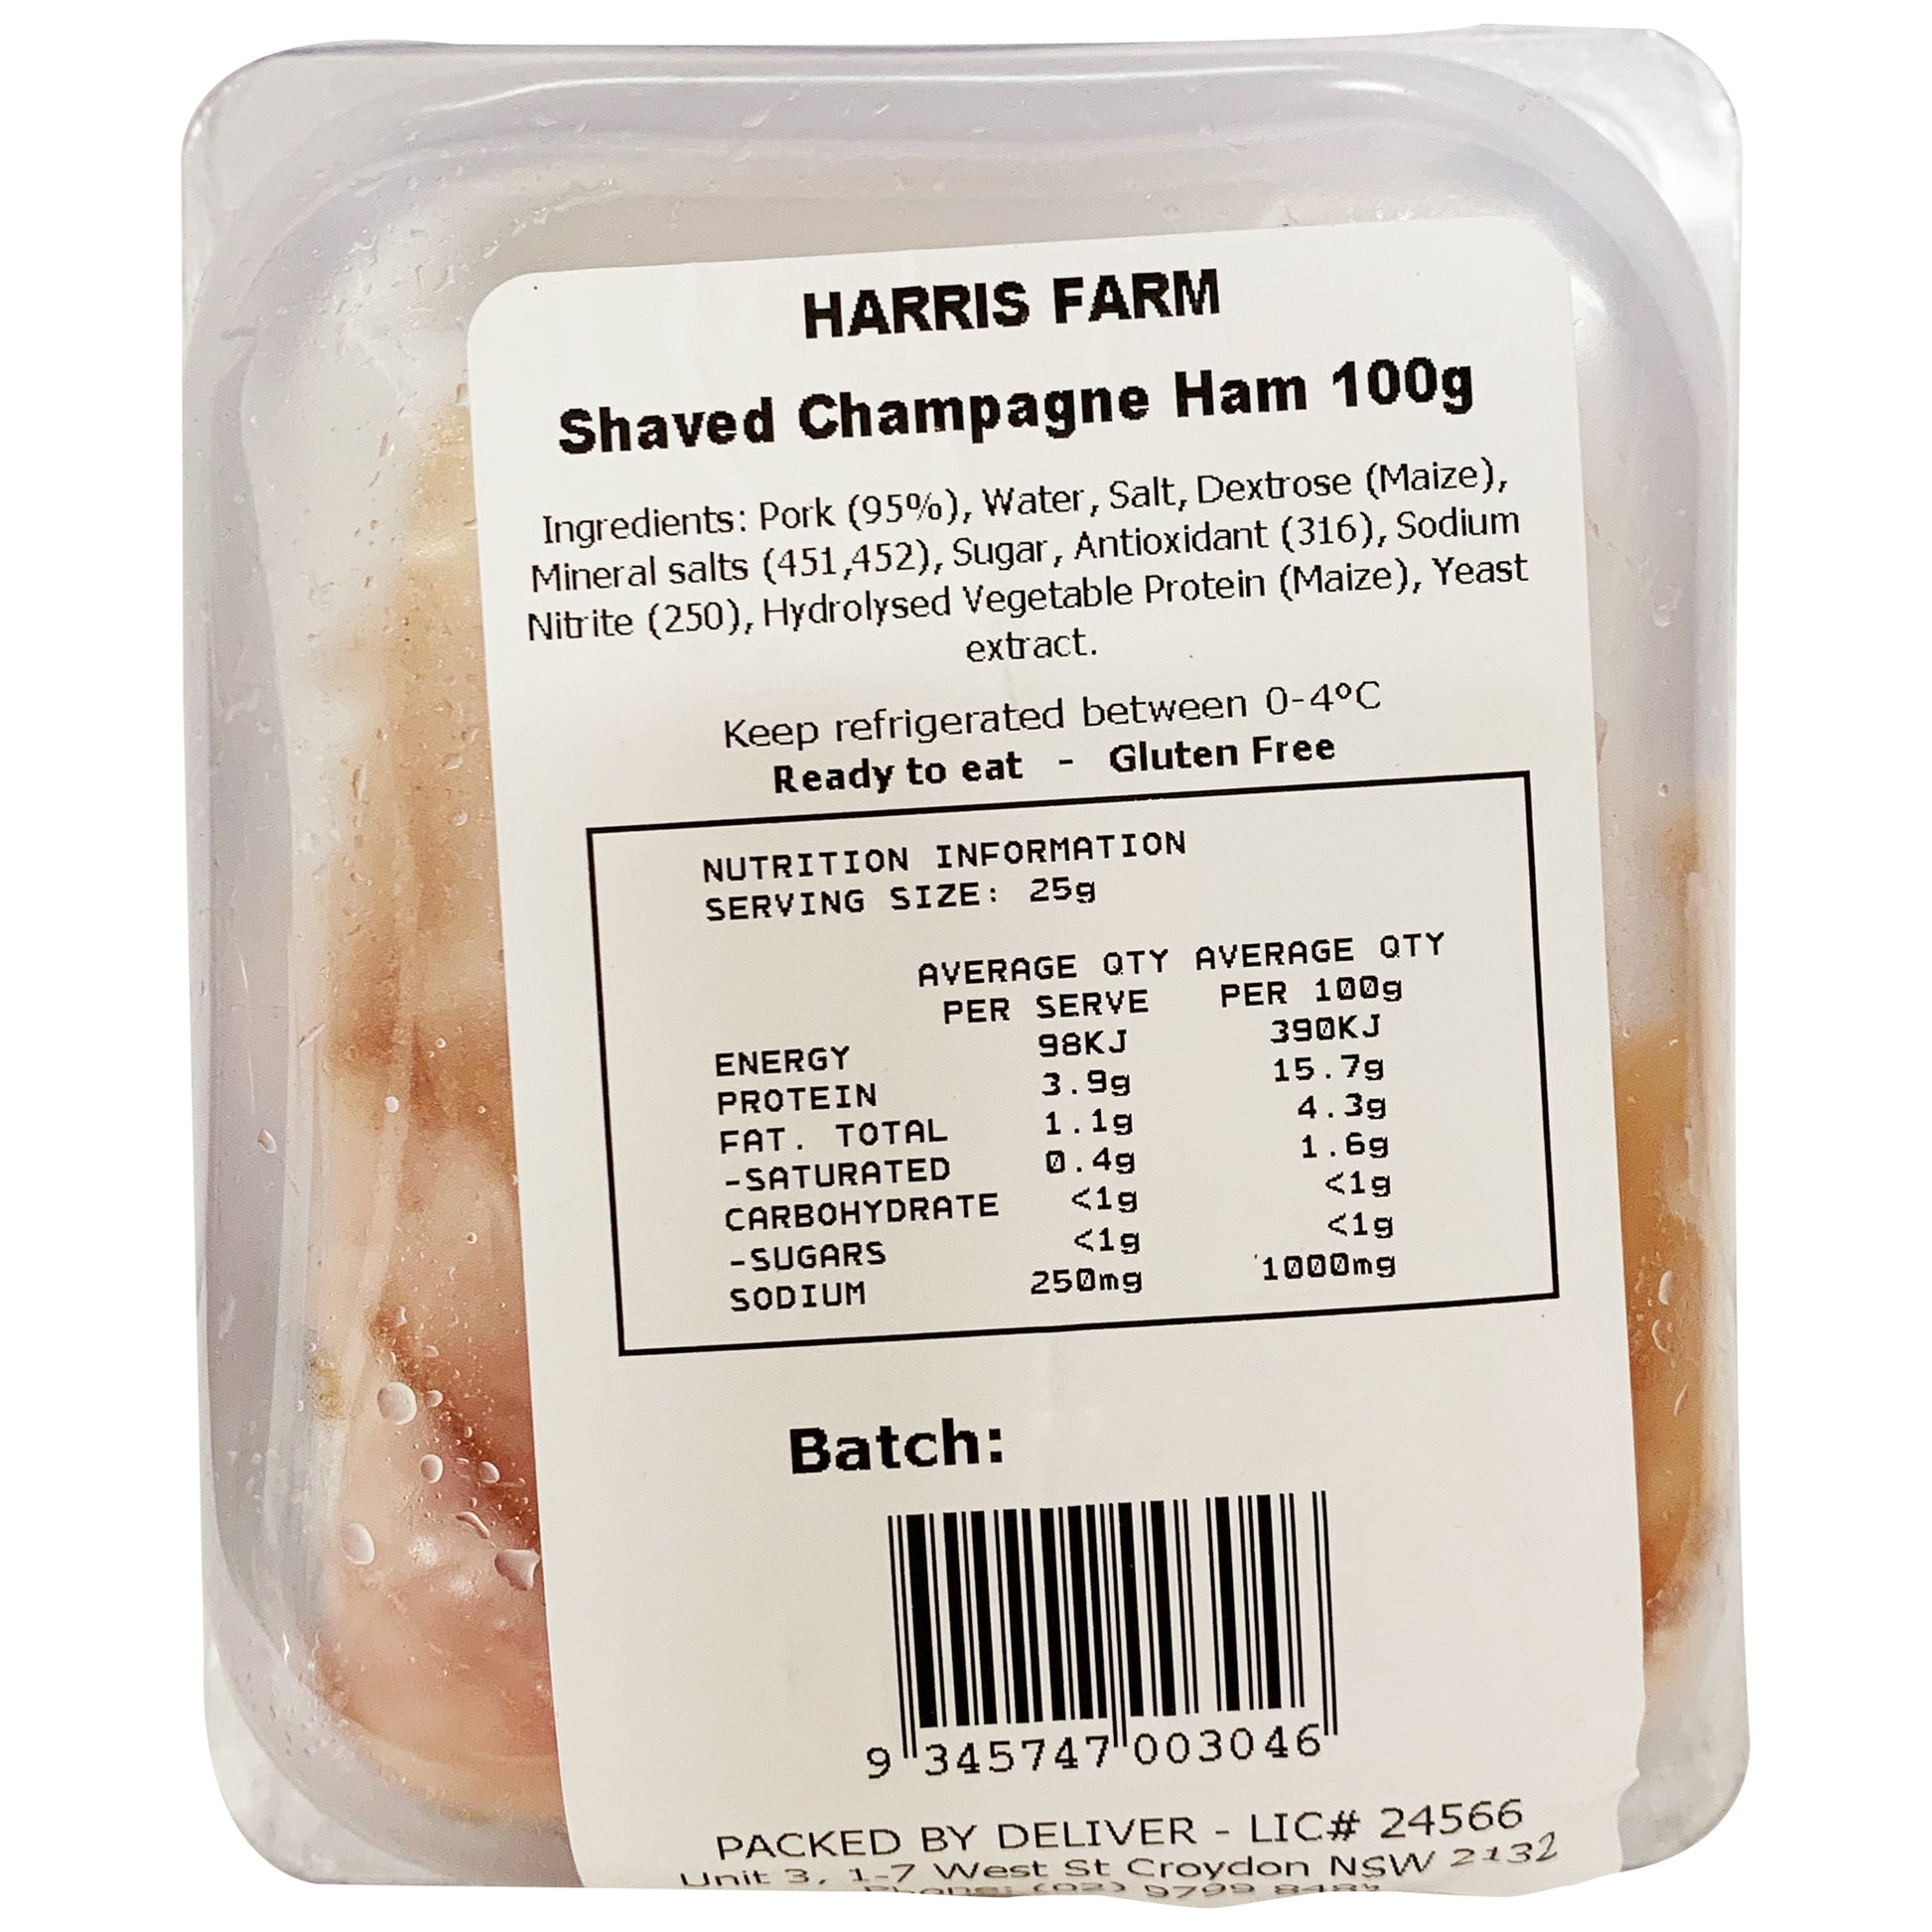 HARRIS FARM
Shaved Champagne Ham 100g
Ingredients: Pork (95%), Water, Salt, Dextrose (Maize),
Mineral salts (451,452), Sugar, Antioxidant (316), Sodium
Nitrite (250), Hydrolysed Vegetable Protein (Maize), Yeast
extract.
Keep refrigerated between 0-4ºC
Ready to eat - Gluten Free
NUTRITION INFORMATION
SERVING SIZE: 25g
AVERAGE QTY AVERAGE QTY
PER SERVE PER 100g
ENERGY 98KJ 390KJ
PROTEIN 3.9g 15.7g
FAT. TOTAL 1.1g 4.3g
-SATURATED 0.4g 1.6g
CARBOHYDRATE <1g <1g
-SUGARS <1g <1g
SODIUM 250mg 1000mg
Batch:
9 345747 003046
PACKED BY DELIVER - LIC# 24566
Unit 3, 1-7 West St Croydon NSW 2132
Phone: (02) 9799